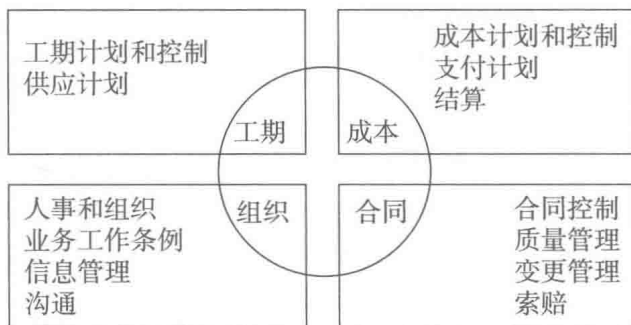 工期计划和控制
供应计划
工期
成本计划和控制
支付计划
结算
成本
人事和组织
业务工作条例
信息管理
沟通
组织
合同
合同控制
质量管理
变更管理
索赔